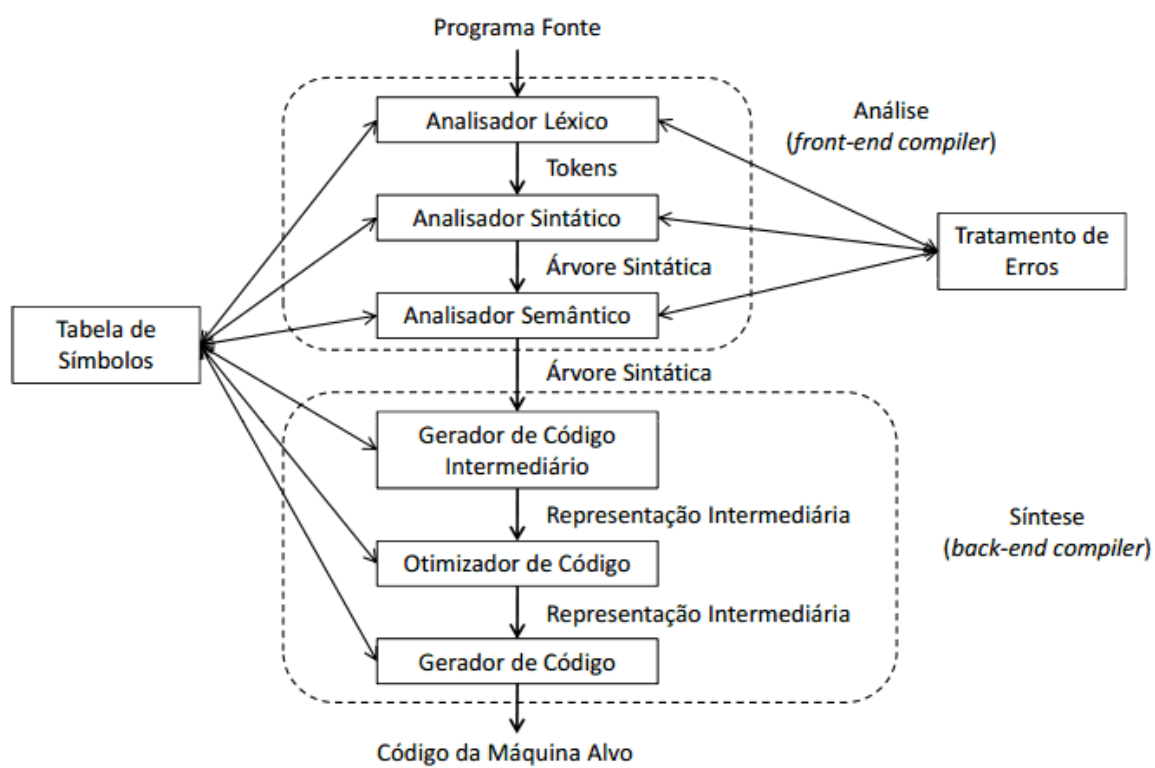 Programa Fonte
Analisador Léxico
Análise
(front-end compiler)
Tokens
Analisador Sintático
Tratamento de
Erros
Árvore Sintática
Analisador Semântico
Tabela de
Símbolos
Árvore Sintática
Gerador de Código
Intermediário
Representação Intermediária
Síntese
(back-end compiler)
Otimizador de Código
Representação Intermediária
Gerador de Código
Código da Máquina Alvo